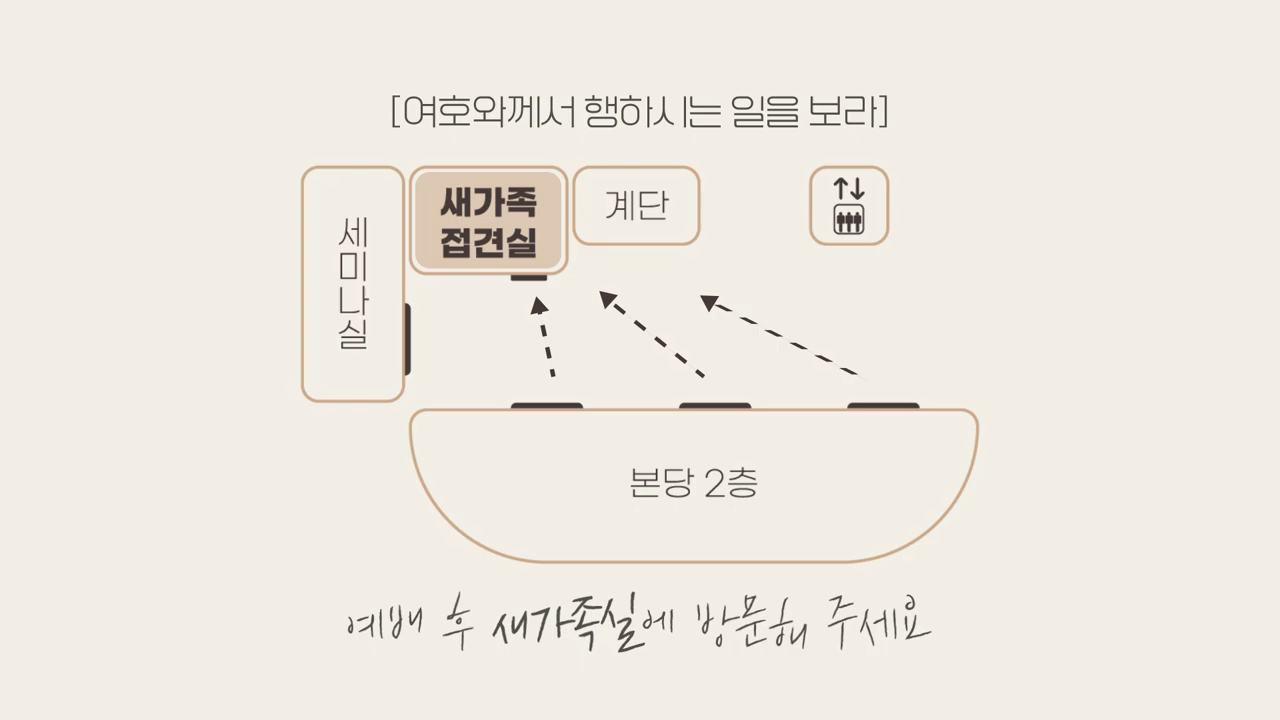 [여호와께서 행하시는 일을 보라]
세미나실
새가족
접견실
계단
본당 2층
예배 후 새가족실에 방문해 주세요